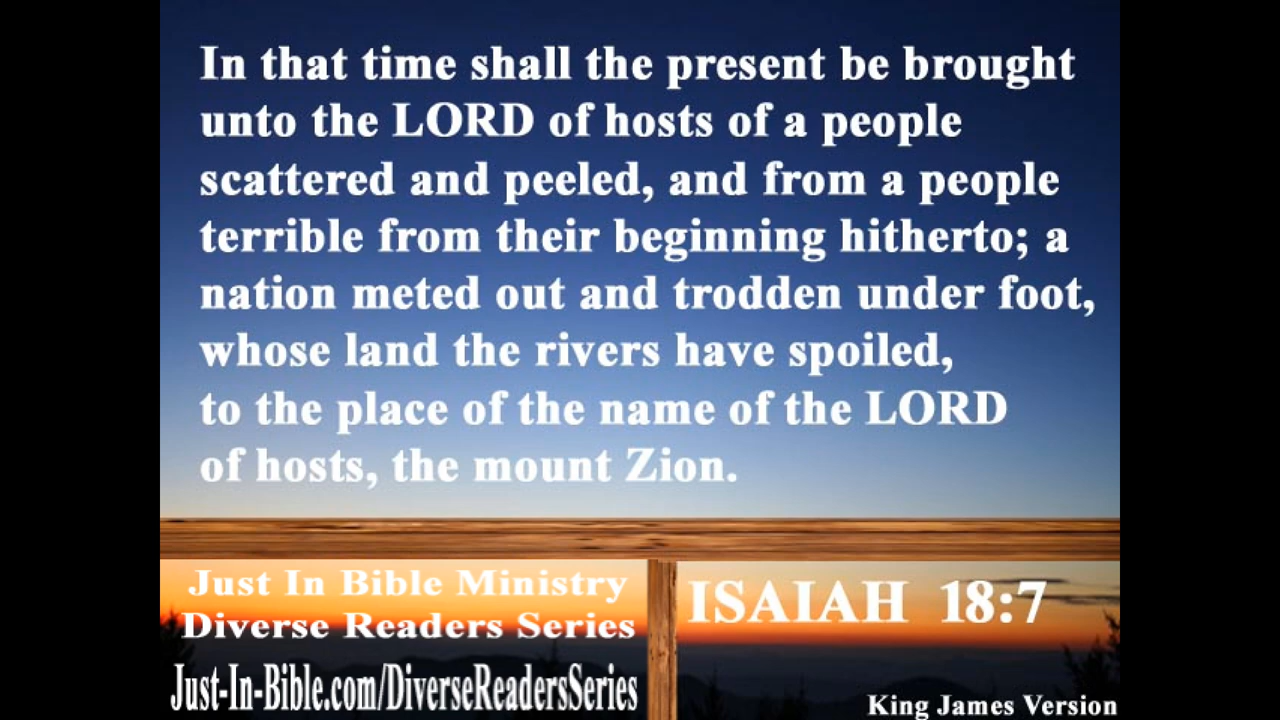 In that time shall the present be brought
unto the LORD of hosts of a people
scattered and peeled, and from a people
terrible from their beginning hitherto; a
nation meted out and trodden under foot,
whose land the rivers have spoiled,
to the place of the name of the LORD
of hosts, the mount Zion.
Just In Bible Ministry
Diverse Readers Series
Just-In-Bible.com/DiverseReadersSeries
ISAIAH 18:7
King James Version